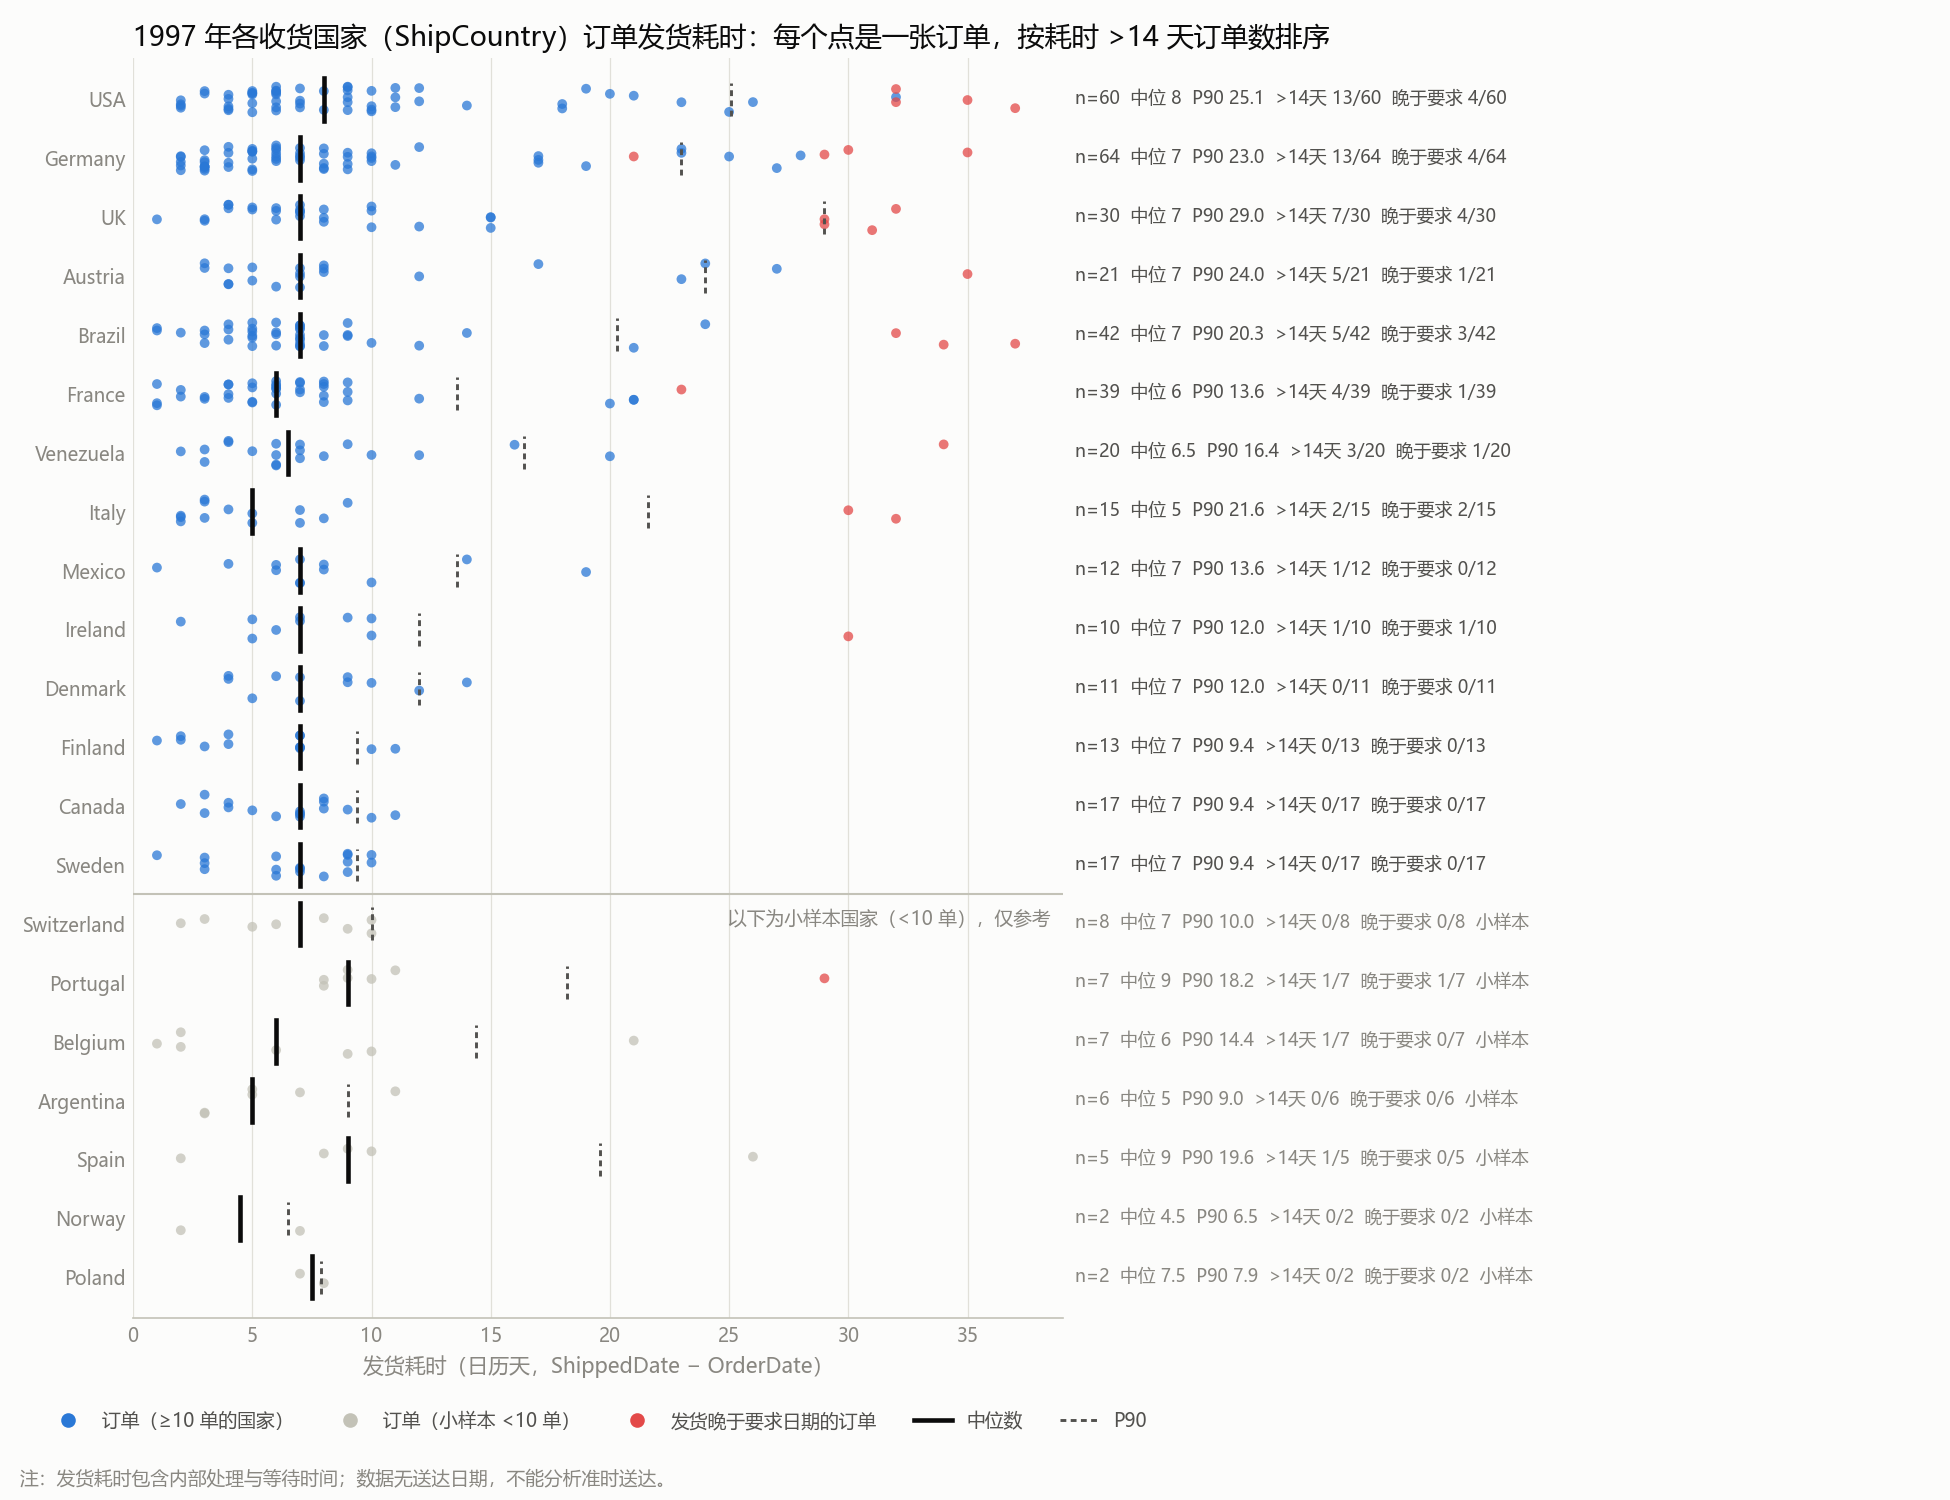 1997 年各收货国家（ShipCountry）订单发货耗时：每个点是一张订单，按耗时 >14 天订单数排序
USA n=60 中位 8 P90 25.1 >14天 13/60 晚于要求 4/60
Germany n=64 中位 7 P90 23.0 >14天 13/64 晚于要求 4/64
UK n=30 中位 7 P90 29.0 >14天 7/30 晚于要求 4/30
Austria n=21 中位 7 P90 24.0 >14天 5/21 晚于要求 1/21
Brazil n=42 中位 7 P90 20.3 >14天 5/42 晚于要求 3/42
France n=39 中位 6 P90 13.6 >14天 4/39 晚于要求 1/39
Venezuela n=20 中位 6.5 P90 16.4 >14天 3/20 晚于要求 1/20
Italy n=15 中位 5 P90 21.6 >14天 2/15 晚于要求 2/15
Mexico n=12 中位 7 P90 13.6 >14天 1/12 晚于要求 0/12
Ireland n=10 中位 7 P90 12.0 >14天 1/10 晚于要求 1/10
Denmark n=11 中位 7 P90 12.0 >14天 0/11 晚于要求 0/11
Finland n=13 中位 7 P90 9.4 >14天 0/13 晚于要求 0/13
Canada n=17 中位 7 P90 9.4 >14天 0/17 晚于要求 0/17
Sweden n=17 中位 7 P90 9.4 >14天 0/17 晚于要求 0/17
以下为小样本国家（<10 单），仅参考
Switzerland n=8 中位 7 P90 10.0 >14天 0/8 晚于要求 0/8 小样本
Portugal n=7 中位 9 P90 18.2 >14天 1/7 晚于要求 1/7 小样本
Belgium n=7 中位 6 P90 14.4 >14天 1/7 晚于要求 0/7 小样本
Argentina n=6 中位 5 P90 9.0 >14天 0/6 晚于要求 0/6 小样本
Spain n=5 中位 9 P90 19.6 >14天 1/5 晚于要求 0/5 小样本
Norway n=2 中位 4.5 P90 6.5 >14天 0/2 晚于要求 0/2 小样本
Poland n=2 中位 7.5 P90 7.9 >14天 0/2 晚于要求 0/2 小样本
0 5 10 15 20 25 30 35
发货耗时（日历天，ShippedDate − OrderDate）
订单（≥10 单的国家） 订单（小样本 <10 单） 发货晚于要求日期的订单 中位数 P90
注：发货耗时包含内部处理与等待时间；数据无送达日期，不能分析准时送达。